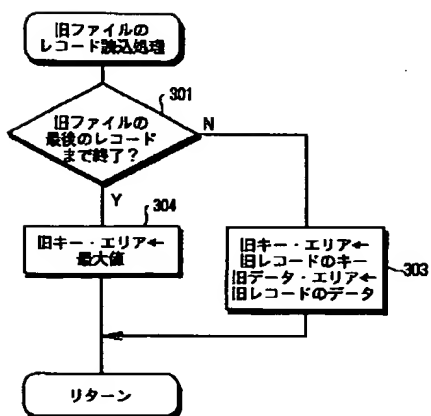 旧ファイルの
レコード読込処理
301
旧ファイルの
最後のレコード
まで終了？
N
Y
304
旧キー・エリア←
最大値
旧キー・エリア←
旧レコードのキー
旧データ・エリア←
旧レコードのデータ
303
リターン